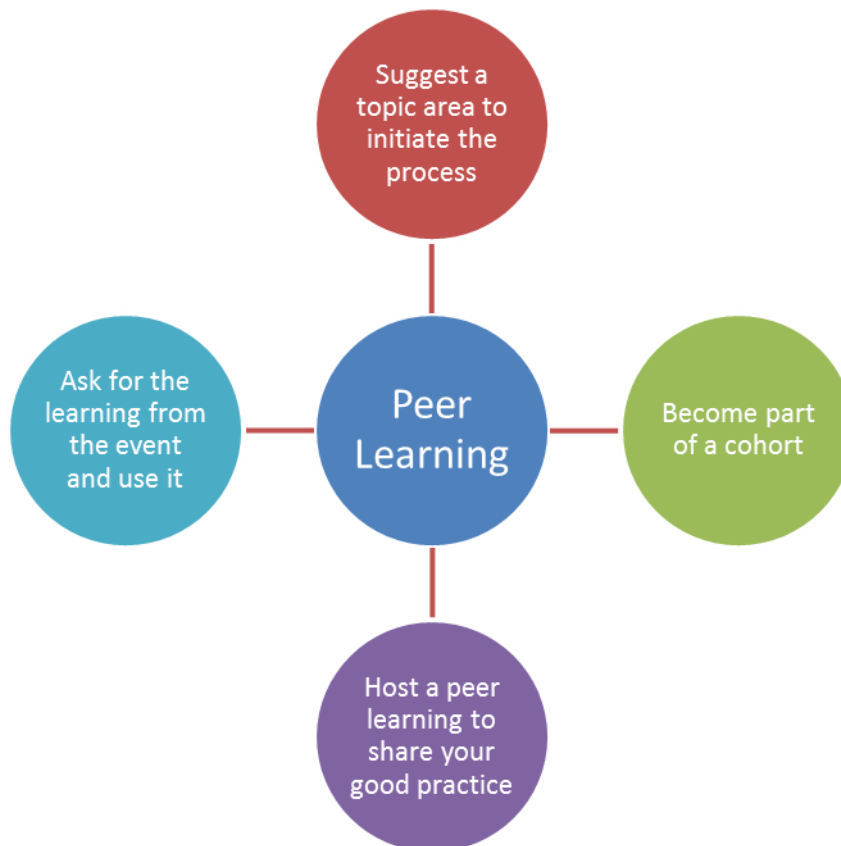 Suggest a
topic area to
initiate the
process
Ask for the
learning from
the event
and use it
Peer
Learning
Become part
of a cohort
Host a peer
learning to
share your
good practice